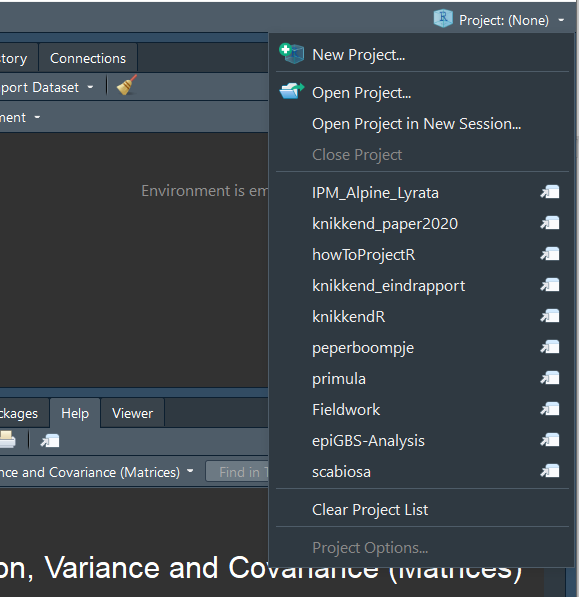 Project: (None)
tory
Connections
port Dataset
ment
Environment is em
ckages
Help
Viewer
nce and Covariance (Matrices)
Find in T
on, Variance and Covariance (Matrices)
New Project...
Open Project...
Open Project in New Session...
Close Project
IPM_Alpine_Lyrata
knikkend_paper2020
howToProjectR
knikkend_eindrapport
knikkendR
peperboompje
primula
Fieldwork
epiGBS-Analysis
scabiosa
Clear Project List
Project Options...